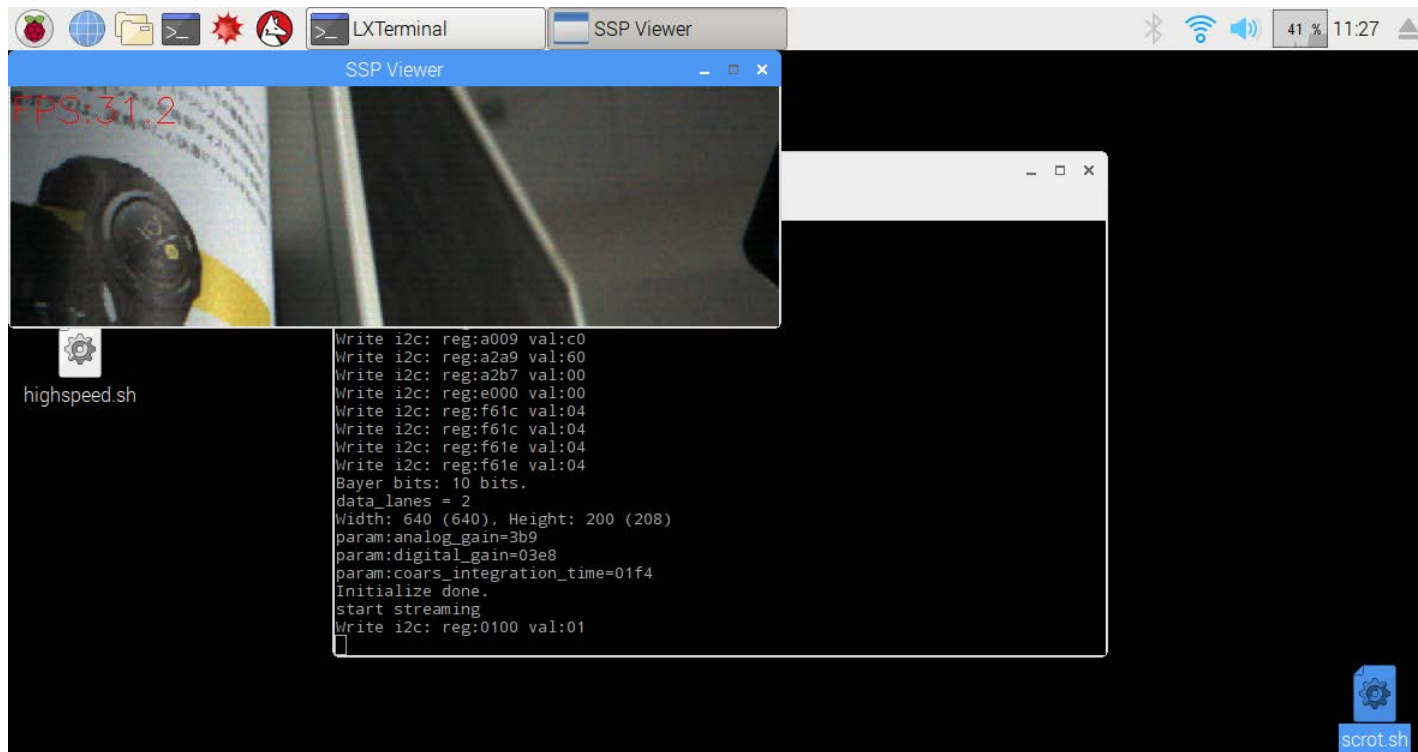 LXTerminal
SSP Viewer
41 %
11:27
SSP Viewer
FPS:31.2
Write i2c: reg:a009 val:c0
Write i2c: reg:a2a9 val:60
Write i2c: reg:a2b7 val:00
Write i2c: reg:e000 val:00
Write i2c: reg:f61c val:04
Write i2c: reg:f61c val:04
Write i2c: reg:f61e val:04
Write i2c: reg:f61e val:04
Bayer bits: 10 bits.
data_lanes = 2
Width: 640 (640), Height: 200 (208)
param:analog_gain=3b9
param:digital_gain=03e8
param:coars_integration_time=01f4
Initialize done.
start streaming
Write i2c: reg:0100 val:01
highspeed.sh
scrot.sh